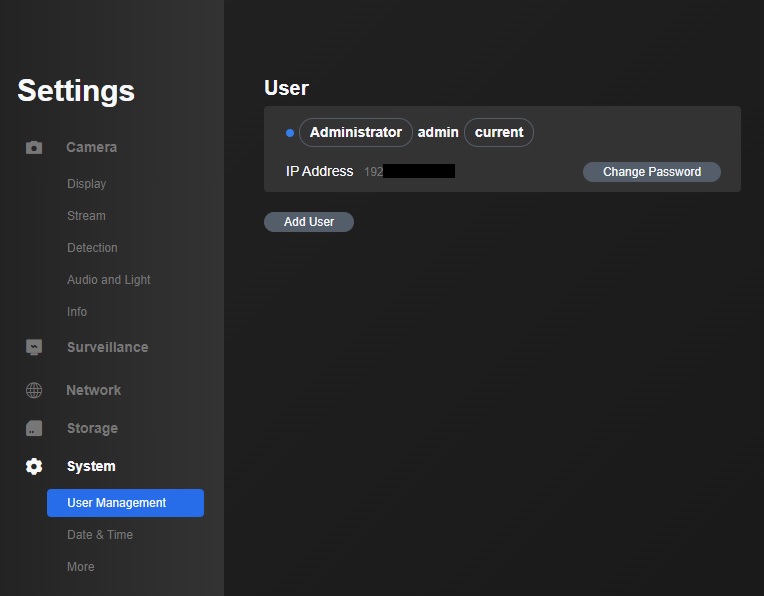 Settings
Camera
Display
Stream
Detection
Audio and Light
Info
Surveillance
Network
Storage
System
User Management
Date & Time
More
User
Administrator admin current
IP Address 192
Change Password
Add User